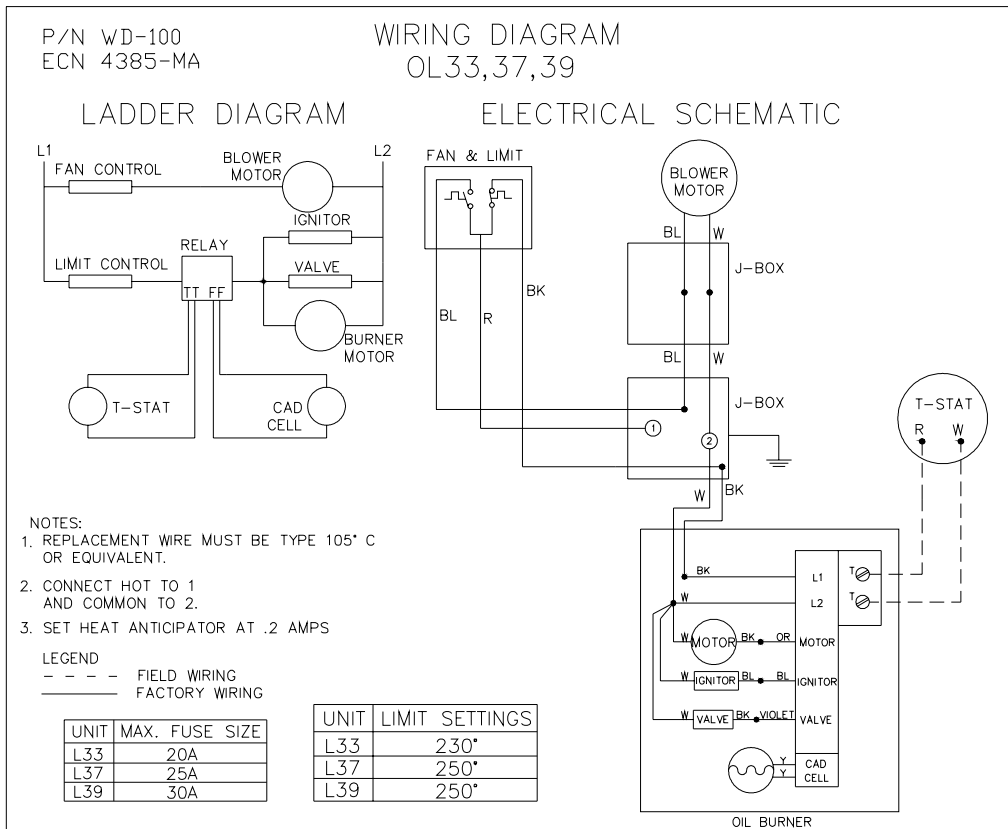 P/N WD-100
ECN 4385-MA
WIRING DIAGRAM
OL33,37,39
LADDER DIAGRAM
L1
L2
FAN CONTROL
BLOWER
MOTOR
IGNITOR
RELAY
LIMIT CONTROL
VALVE
TT FF
BURNER
MOTOR
T-STAT
CAD
CELL
ELECTRICAL SCHEMATIC
FAN & LIMIT
BLOWER
MOTOR
BL
W
J-BOX
BK
BL
R
BL
W
J-BOX
1
2
W
BK
T-STAT
R W
BK
L1
T
W
L2
T
W
MOTOR
BK
OR
MOTOR
W
IGNITOR
BL
BL
IGNITOR
W
VALVE
BK
VIOLET
VALVE
Y
Y
CAD
CELL
OIL BURNER
NOTES:
1. REPLACEMENT WIRE MUST BE TYPE 105° C
OR EQUIVALENT.
2. CONNECT HOT TO 1
AND COMMON TO 2.
3. SET HEAT ANTICIPATOR AT .2 AMPS
LEGEND
FIELD WIRING
FACTORY WIRING
UNIT MAX. FUSE SIZE
L33 20A
L37 25A
L39 30A
UNIT LIMIT SETTINGS
L33 230°
L37 250°
L39 250°